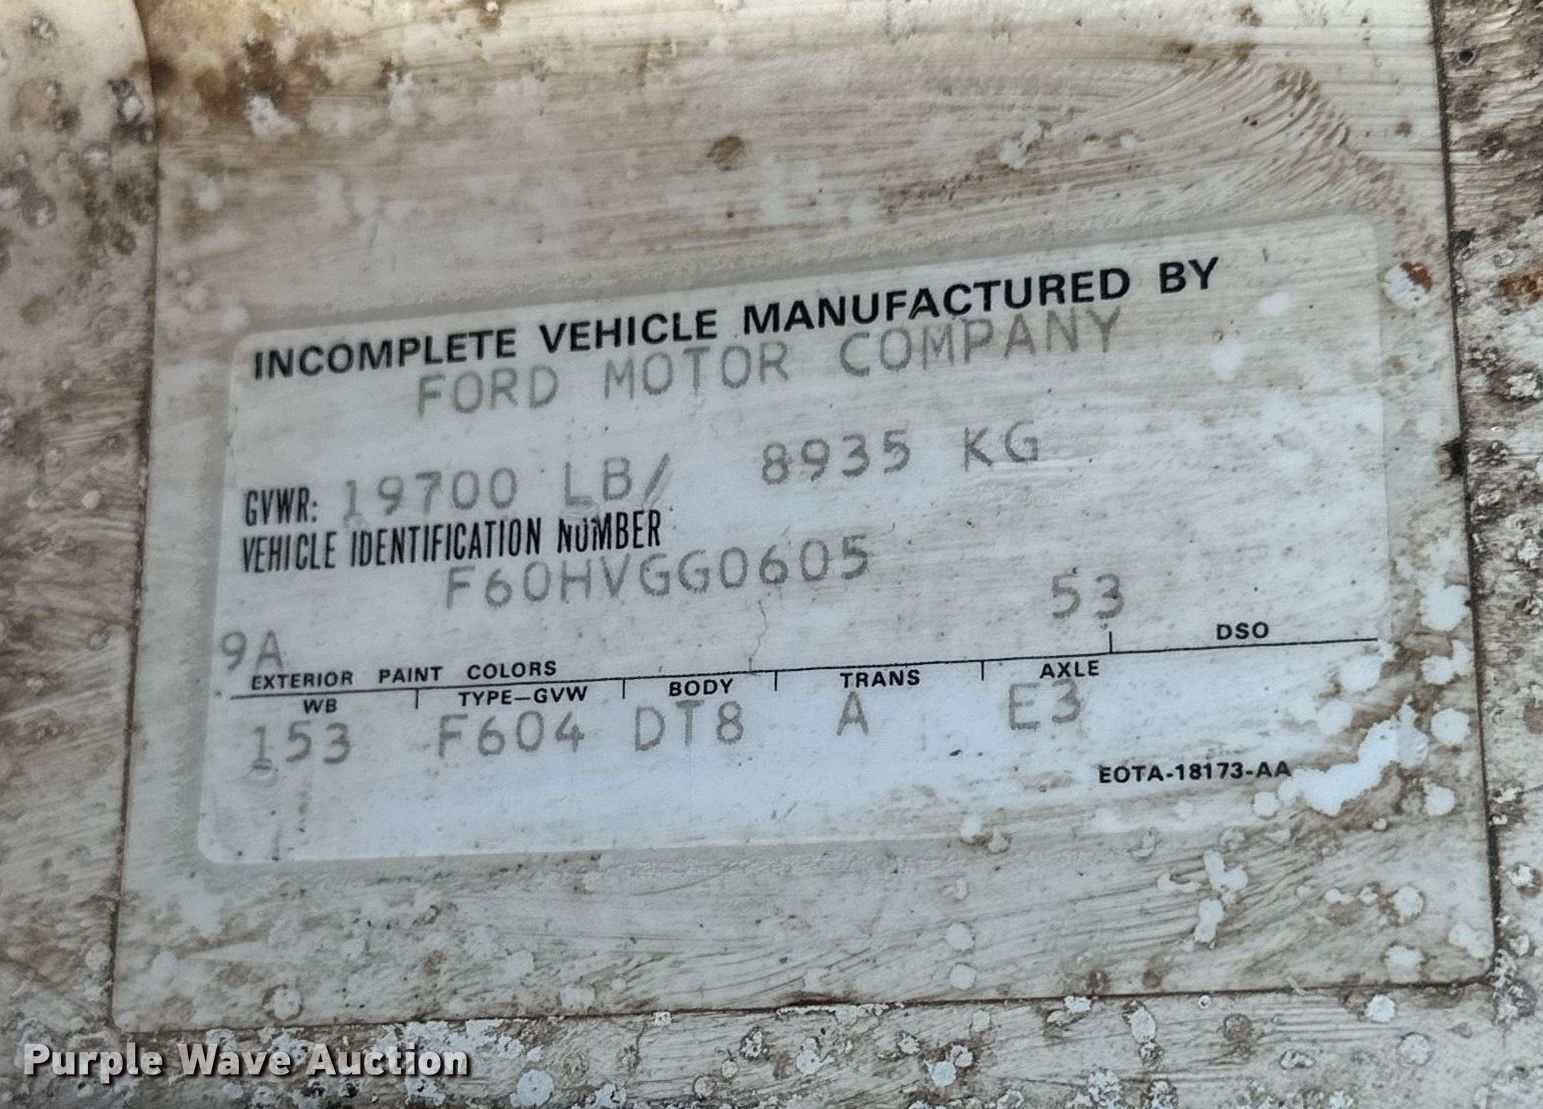 INCOMPLETE VEHICLE MANUFACTURED BY
FORD MOTOR COMPANY
GVWR: 19700 LB/ 8935 KG
VEHICLE IDENTIFICATION NUMBER
F60HVGG0605
53
9A
EXTERIOR PAINT COLORS DSO
WB TYPE-GVW BODY TRANS AXLE
153 F604 DT8 A E3
EOTA-18173-AA
Purple Wave Auction